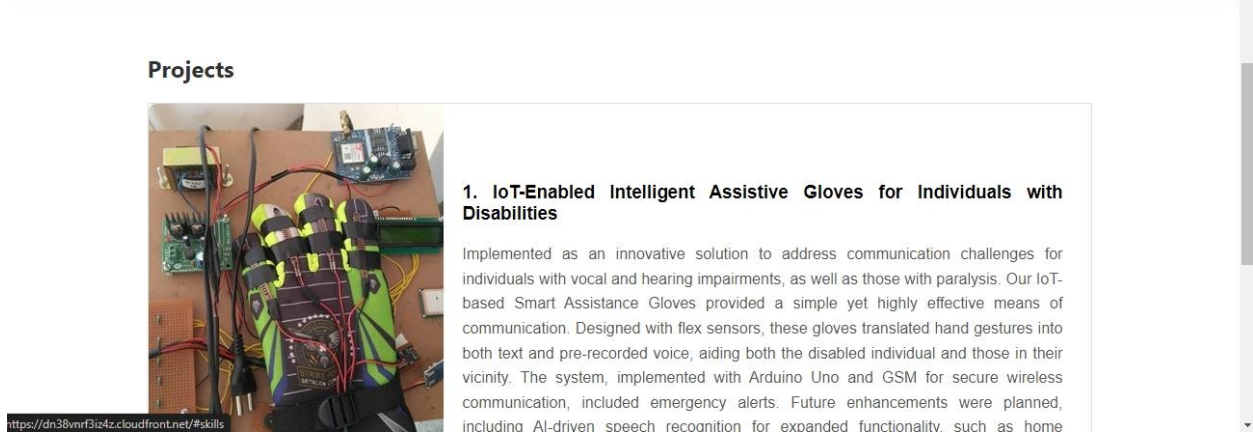 Projects
1. IoT-Enabled Intelligent Assistive Gloves for Individuals with
Disabilities
Implemented as an innovative solution to address communication challenges for
individuals with vocal and hearing impairments, as well as those with paralysis. Our IoT-
based Smart Assistance Gloves provided a simple yet highly effective means of
communication. Designed with flex sensors, these gloves translated hand gestures into
both text and pre-recorded voice, aiding both the disabled individual and those in their
vicinity. The system, implemented with Arduino Uno and GSM for secure wireless
communication, included emergency alerts. Future enhancements were planned,
including AI-driven speech recognition for expanded functionality, such as home
STRIKE
BATTALION
https://dn38vnrf3iz4z.cloudfront.net/#skills